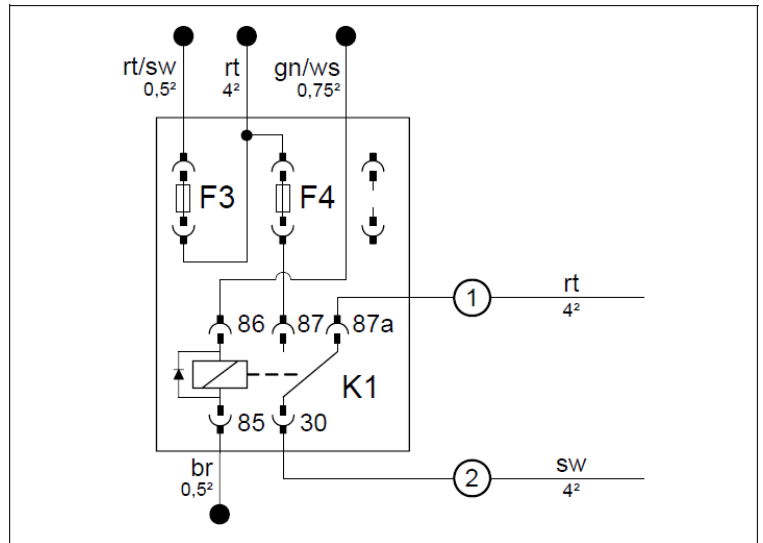 rt/sw
0,5²
rt
4²
gn/ws
0,75²
F3
F4
86
87
87a
1
rt
4²
K1
85
30
br
0,5²
2
sw
4²